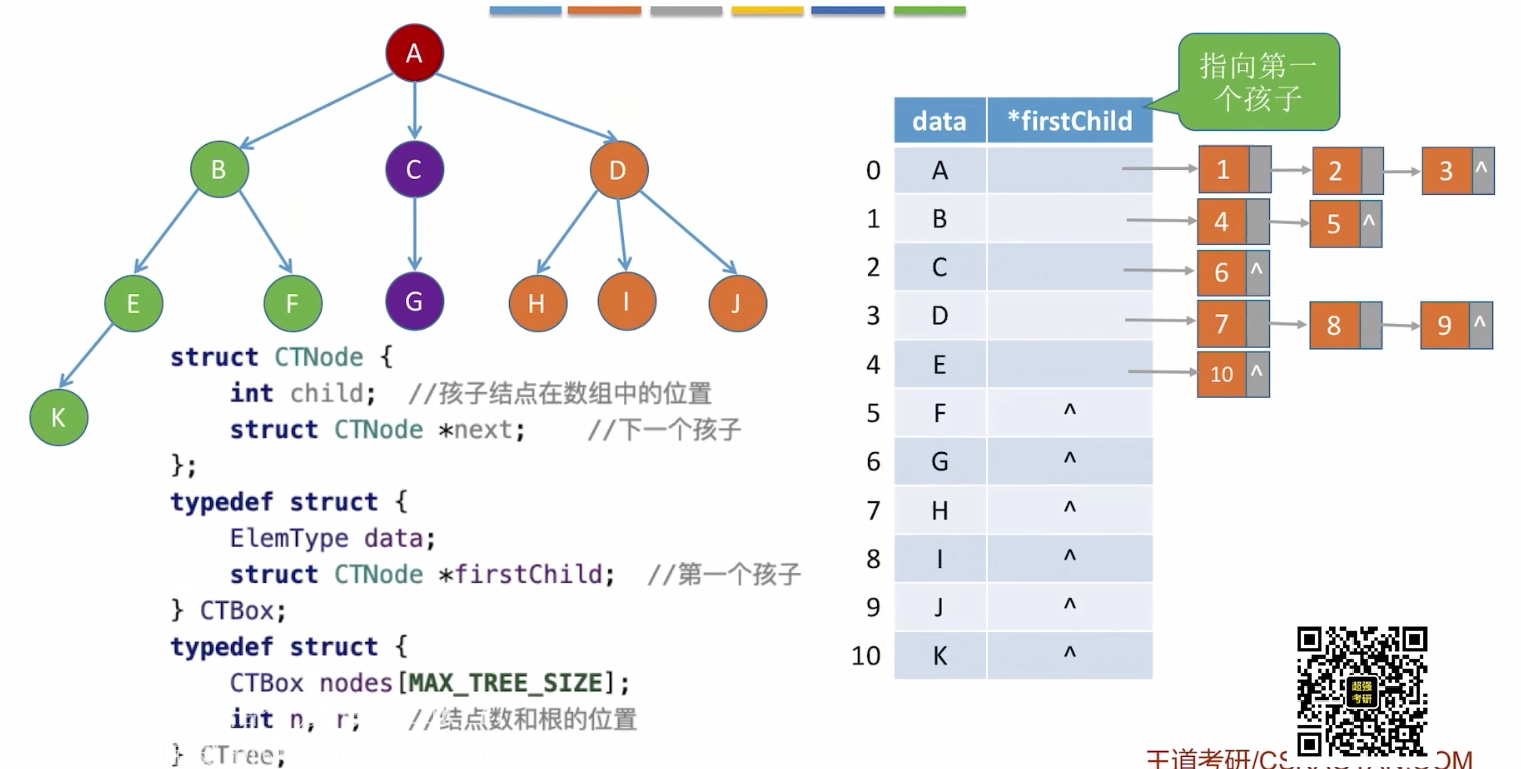 A
B
C
D
E
F
G
H
I
J
K
struct CTNode {
int child; //孩子结点在数组中的位置
struct CTNode *next; //下一个孩子
};
typedef struct {
ElemType data;
struct CTNode *firstChild; //第一个孩子
} CTBox;
typedef struct {
CTBox nodes[MAX_TREE_SIZE];
int n, r; //结点数和根的位置
} CTree;
指向第一
个孩子
data *firstChild
0 A 1 2 3 ^
1 B 4 5 ^
2 C 6 ^
3 D 7 8 9 ^
4 E 10 ^
5 F ^
6 G ^
7 H ^
8 I ^
9 J ^
10 K ^
超强
考研
王道考研/CSKAOYAN.COM